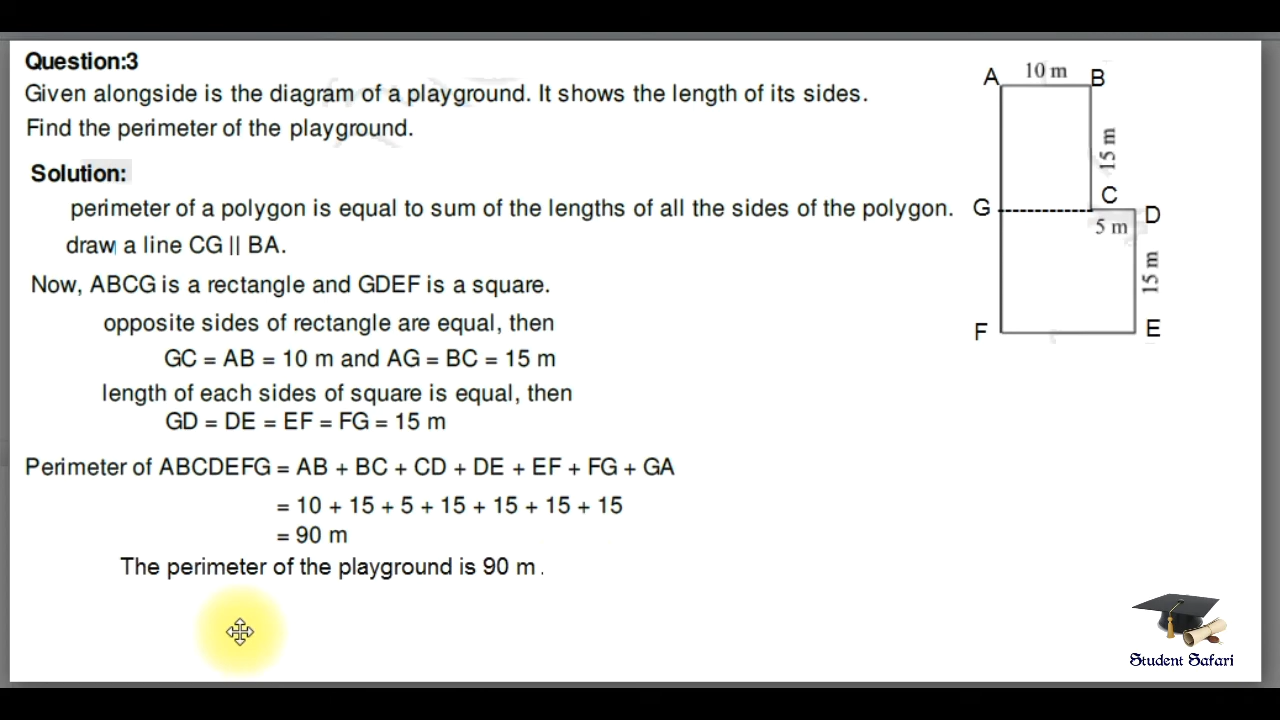 Question:3
Given alongside is the diagram of a playground. It shows the length of its sides.
Find the perimeter of the playground.
Solution:
perimeter of a polygon is equal to sum of the lengths of all the sides of the polygon.
draw a line CG || BA.
Now, ABCG is a rectangle and GDEF is a square.
opposite sides of rectangle are equal, then
GC = AB = 10 m and AG = BC = 15 m
length of each sides of square is equal, then
GD = DE = EF = FG = 15 m
Perimeter of ABCDEFG = AB + BC + CD + DE + EF + FG + GA
= 10 + 15 + 5 + 15 + 15 + 15 + 15
= 90 m
The perimeter of the playground is 90 m .
A 10 m B
15 m
G C D
5 m
15 m
F E
Student Safari